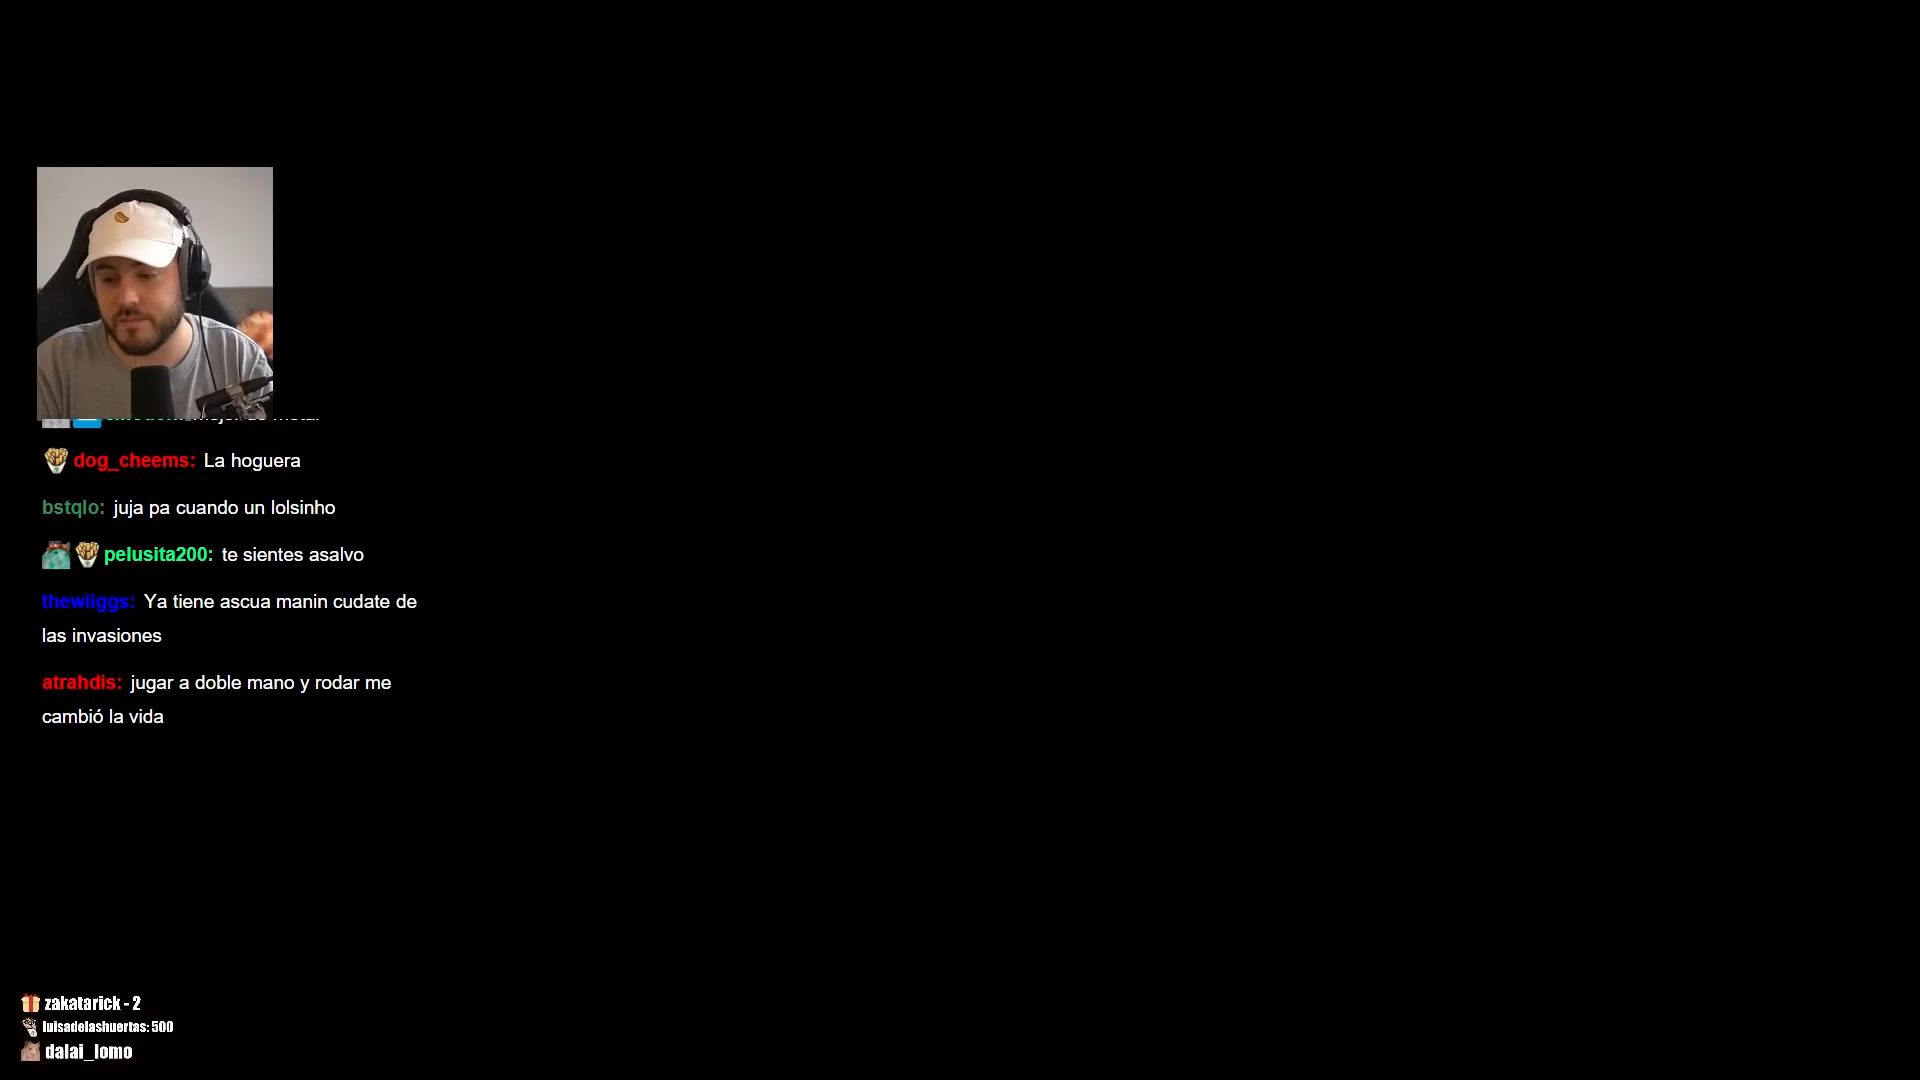 dog_cheems: La hoguera
bstqlo: juja pa cuando un lolsinho
pelusita200: te sientes asalvo
thewiiggs: Ya tiene ascua manin cudate de
las invasiones
atrahdis: jugar a doble mano y rodar me
cambió la vida
zakatarick - 2
luisadelashuertas: 500
dalai_lomo